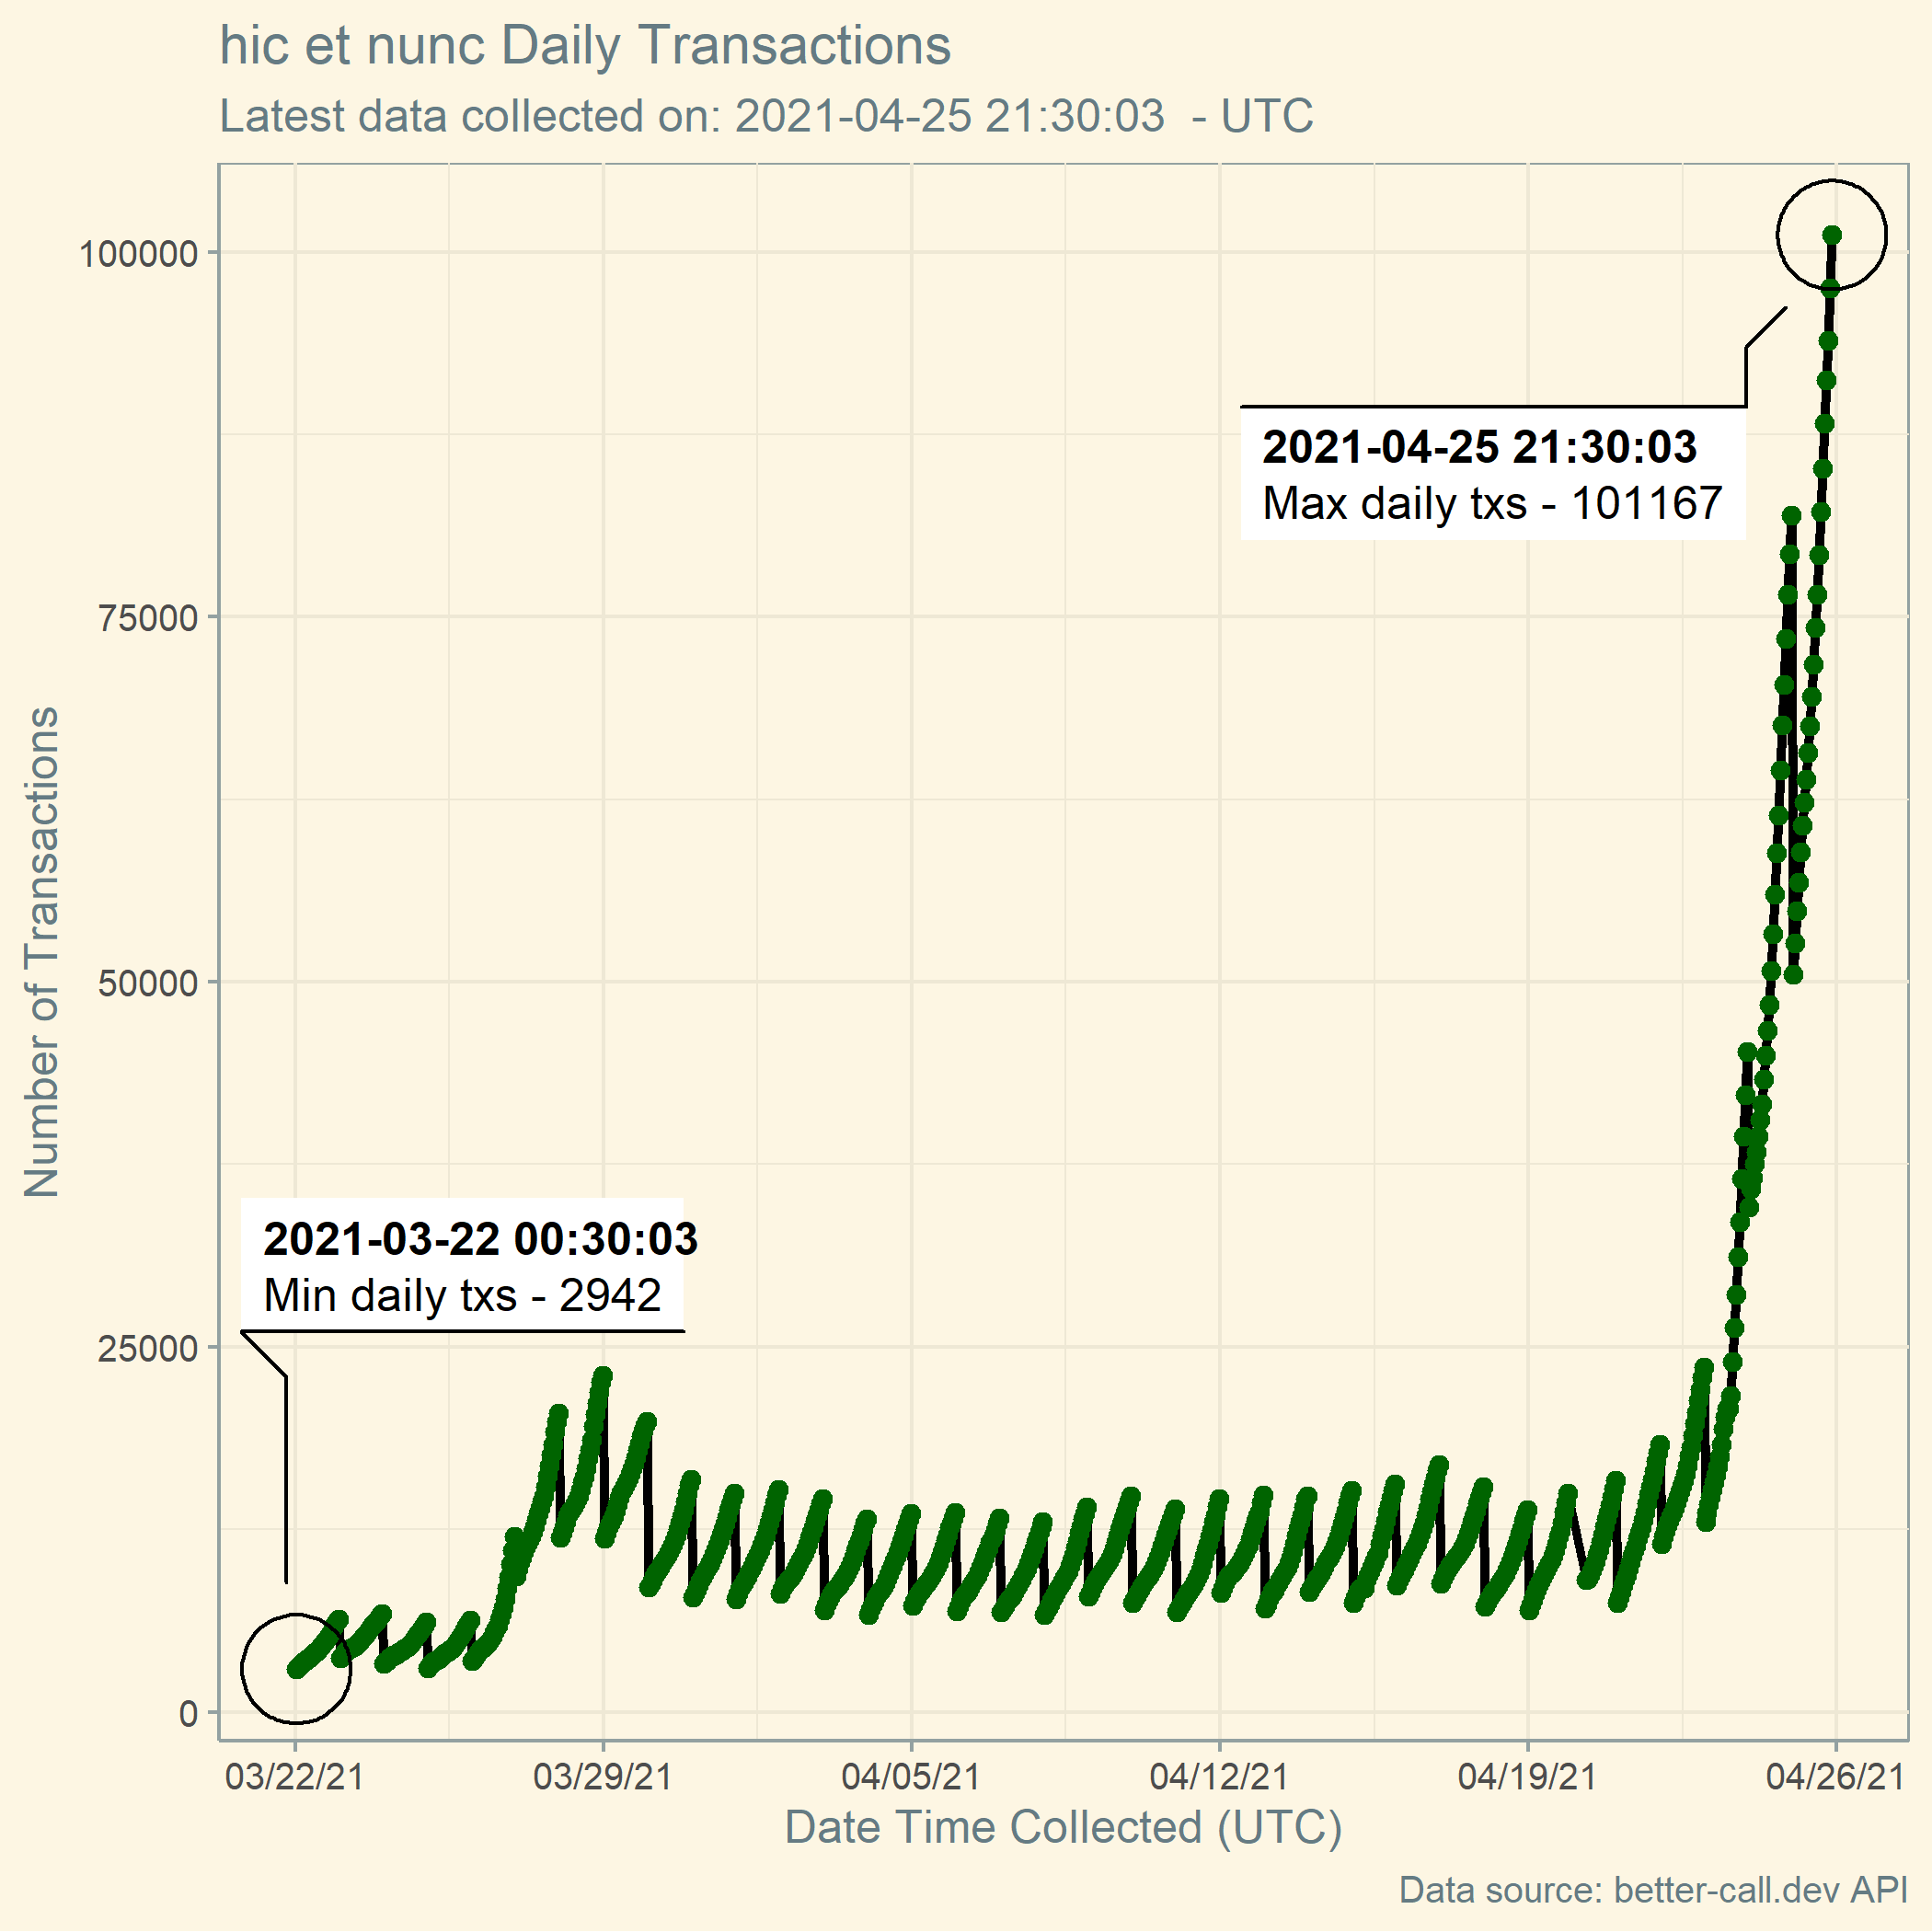 hic et nunc Daily Transactions
Latest data collected on: 2021-04-25 21:30:03 - UTC
100000
2021-04-25 21:30:03
Max daily txs - 101167
75000
Number of Transactions
50000
2021-03-22 00:30:03
Min daily txs - 2942
25000
0
03/22/21 03/29/21 04/05/21 04/12/21 04/19/21 04/26/21
Date Time Collected (UTC)
Data source: better-call.dev API